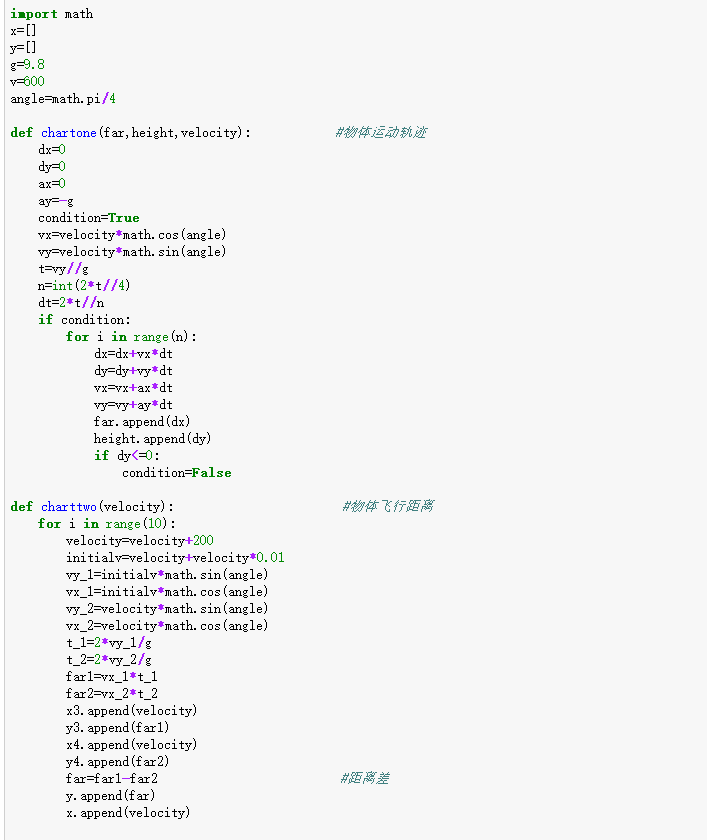 import math
x=[]
y=[]
g=9.8
v=600
angle=math.pi/4
def chartone(far,height,velocity):            #物体运动轨迹
    dx=0
    dy=0
    ax=0
    ay=-g
    condition=True
    vx=velocity*math.cos(angle)
    vy=velocity*math.sin(angle)
    t=vy//g
    n=int(2*t//4)
    dt=2*t//n
    if condition:
        for i in range(n):
            dx=dx+vx*dt
            dy=dy+vy*dt
            vx=vx+ax*dt
            vy=vy+ay*dt
            far.append(dx)
            height.append(dy)
            if dy<=0:
                condition=False
def charttwo(velocity):                        #物体飞行距离
    for i in range(10):
        velocity=velocity+200
        initialv=velocity+velocity*0.01
        vy_1=initialv*math.sin(angle)
        vx_1=initialv*math.cos(angle)
        vy_2=velocity*math.sin(angle)
        vx_2=velocity*math.cos(angle)
        t_1=2*vy_1/g
        t_2=2*vy_2/g
        far1=vx_1*t_1
        far2=vx_2*t_2
        x3.append(velocity)
        y3.append(far1)
        x4.append(velocity)
        y4.append(far2)
        far=far1-far2                          #距离差
        y.append(far)
        x.append(velocity)